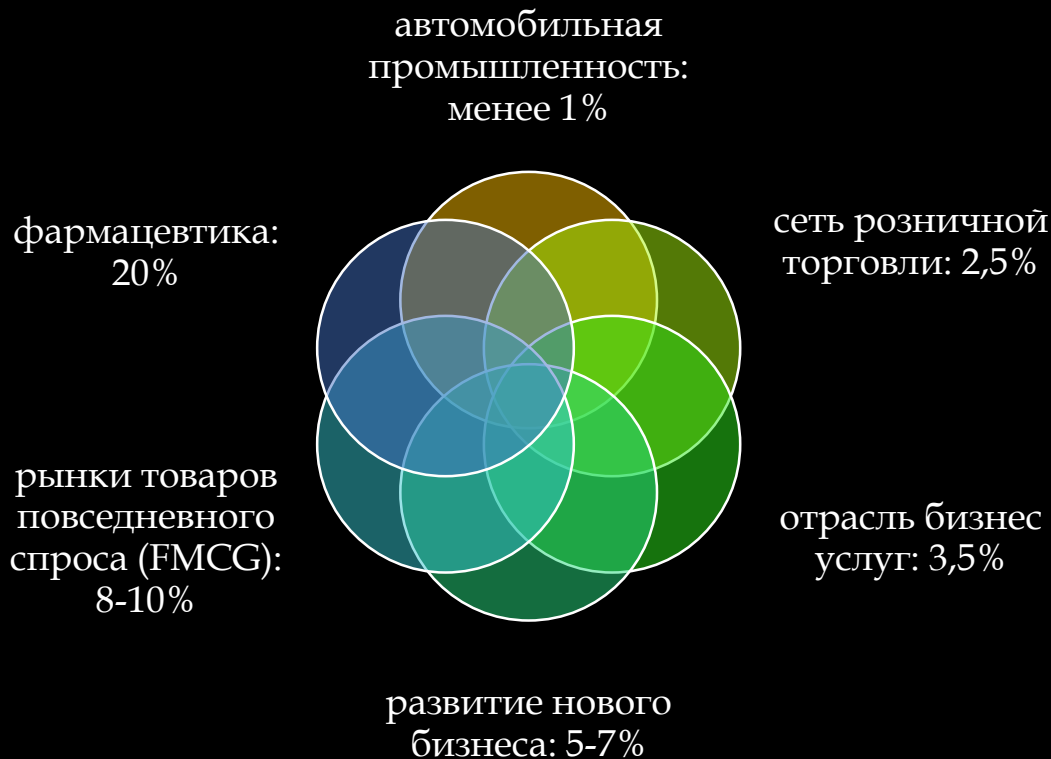 автомобильная
промышленность:
менее 1%
сеть розничной
торговли: 2,5%
отрасль бизнес
услуг: 3,5%
развитие нового
бизнеса: 5-7%
рынки товаров
повседневного
спроса (FMCG):
8-10%
фармацевтика:
20%